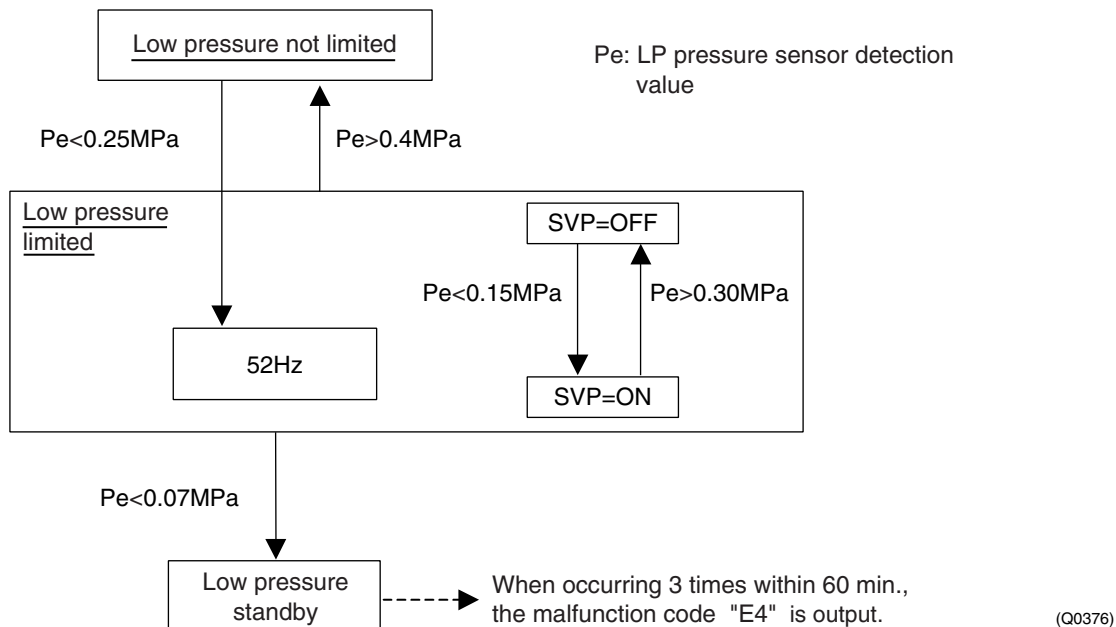 Low pressure not limited
Pe: LP pressure sensor detection
value
Pe<0.25MPa
Pe>0.4MPa
Low pressure
limited
SVP=OFF
Pe<0.15MPa
Pe>0.30MPa
52Hz
SVP=ON
Pe<0.07MPa
Low pressure
standby
When occurring 3 times within 60 min.,
the malfunction code "E4" is output.
(Q0376)